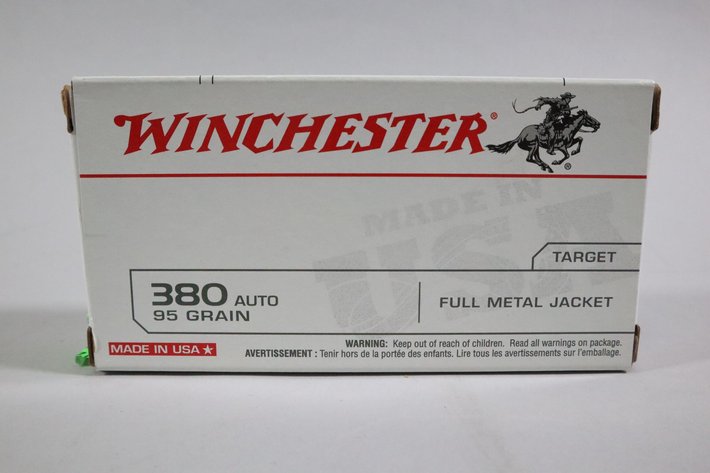 WINCHESTER®
®
MADE IN
USA
TARGET
380 AUTO
95 GRAIN
FULL METAL JACKET
MADE IN USA★
WARNING: Keep out of reach of children. Read all warnings on package.
AVERTISSEMENT : Tenir hors de la portée des enfants. Lire tous les avertissements sur l'emballage.